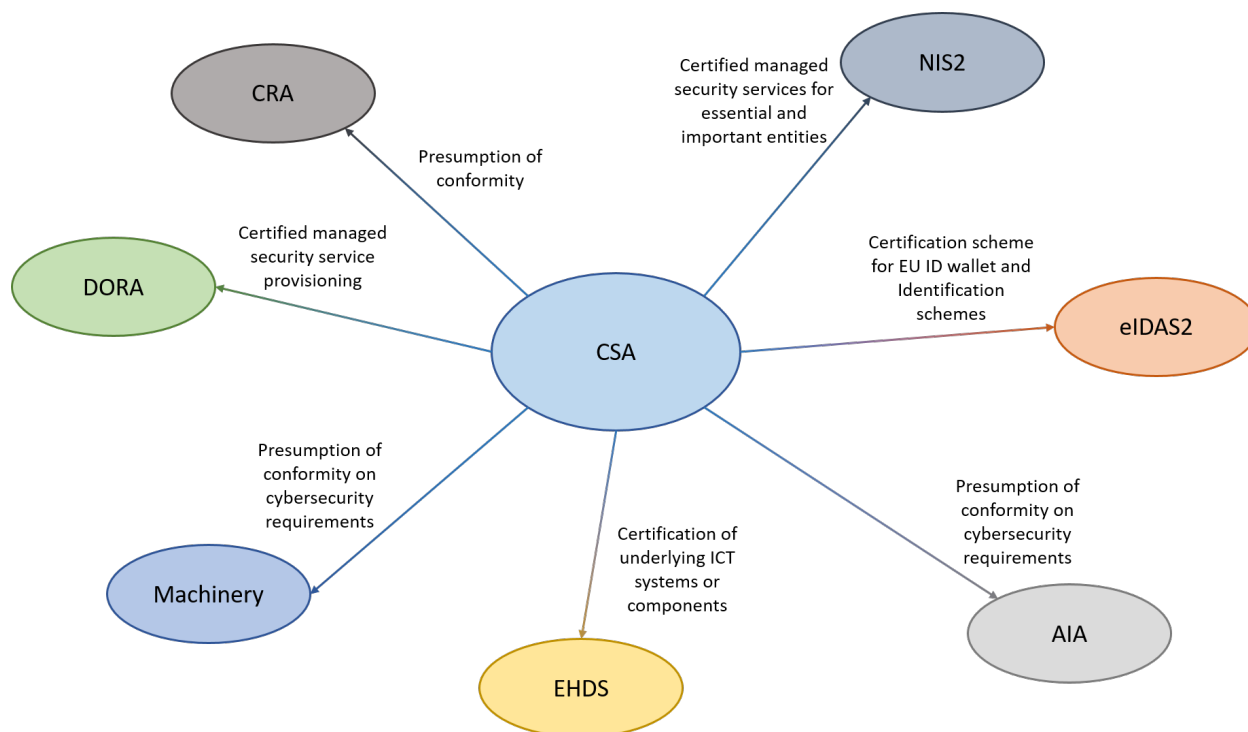 NIS2
Certified managed
security services for
essential and
important entities
CRA
Presumption of
conformity
Certified managed
security service
provisioning
DORA
Certification scheme
for EU ID wallet and
Identification
schemes
eIDAS2
CSA
Presumption of
conformity on
cybersecurity
requirements
Machinery
Certification of
underlying ICT
systems or
components
EHDS
Presumption of
conformity on
cybersecurity
requirements
AIA